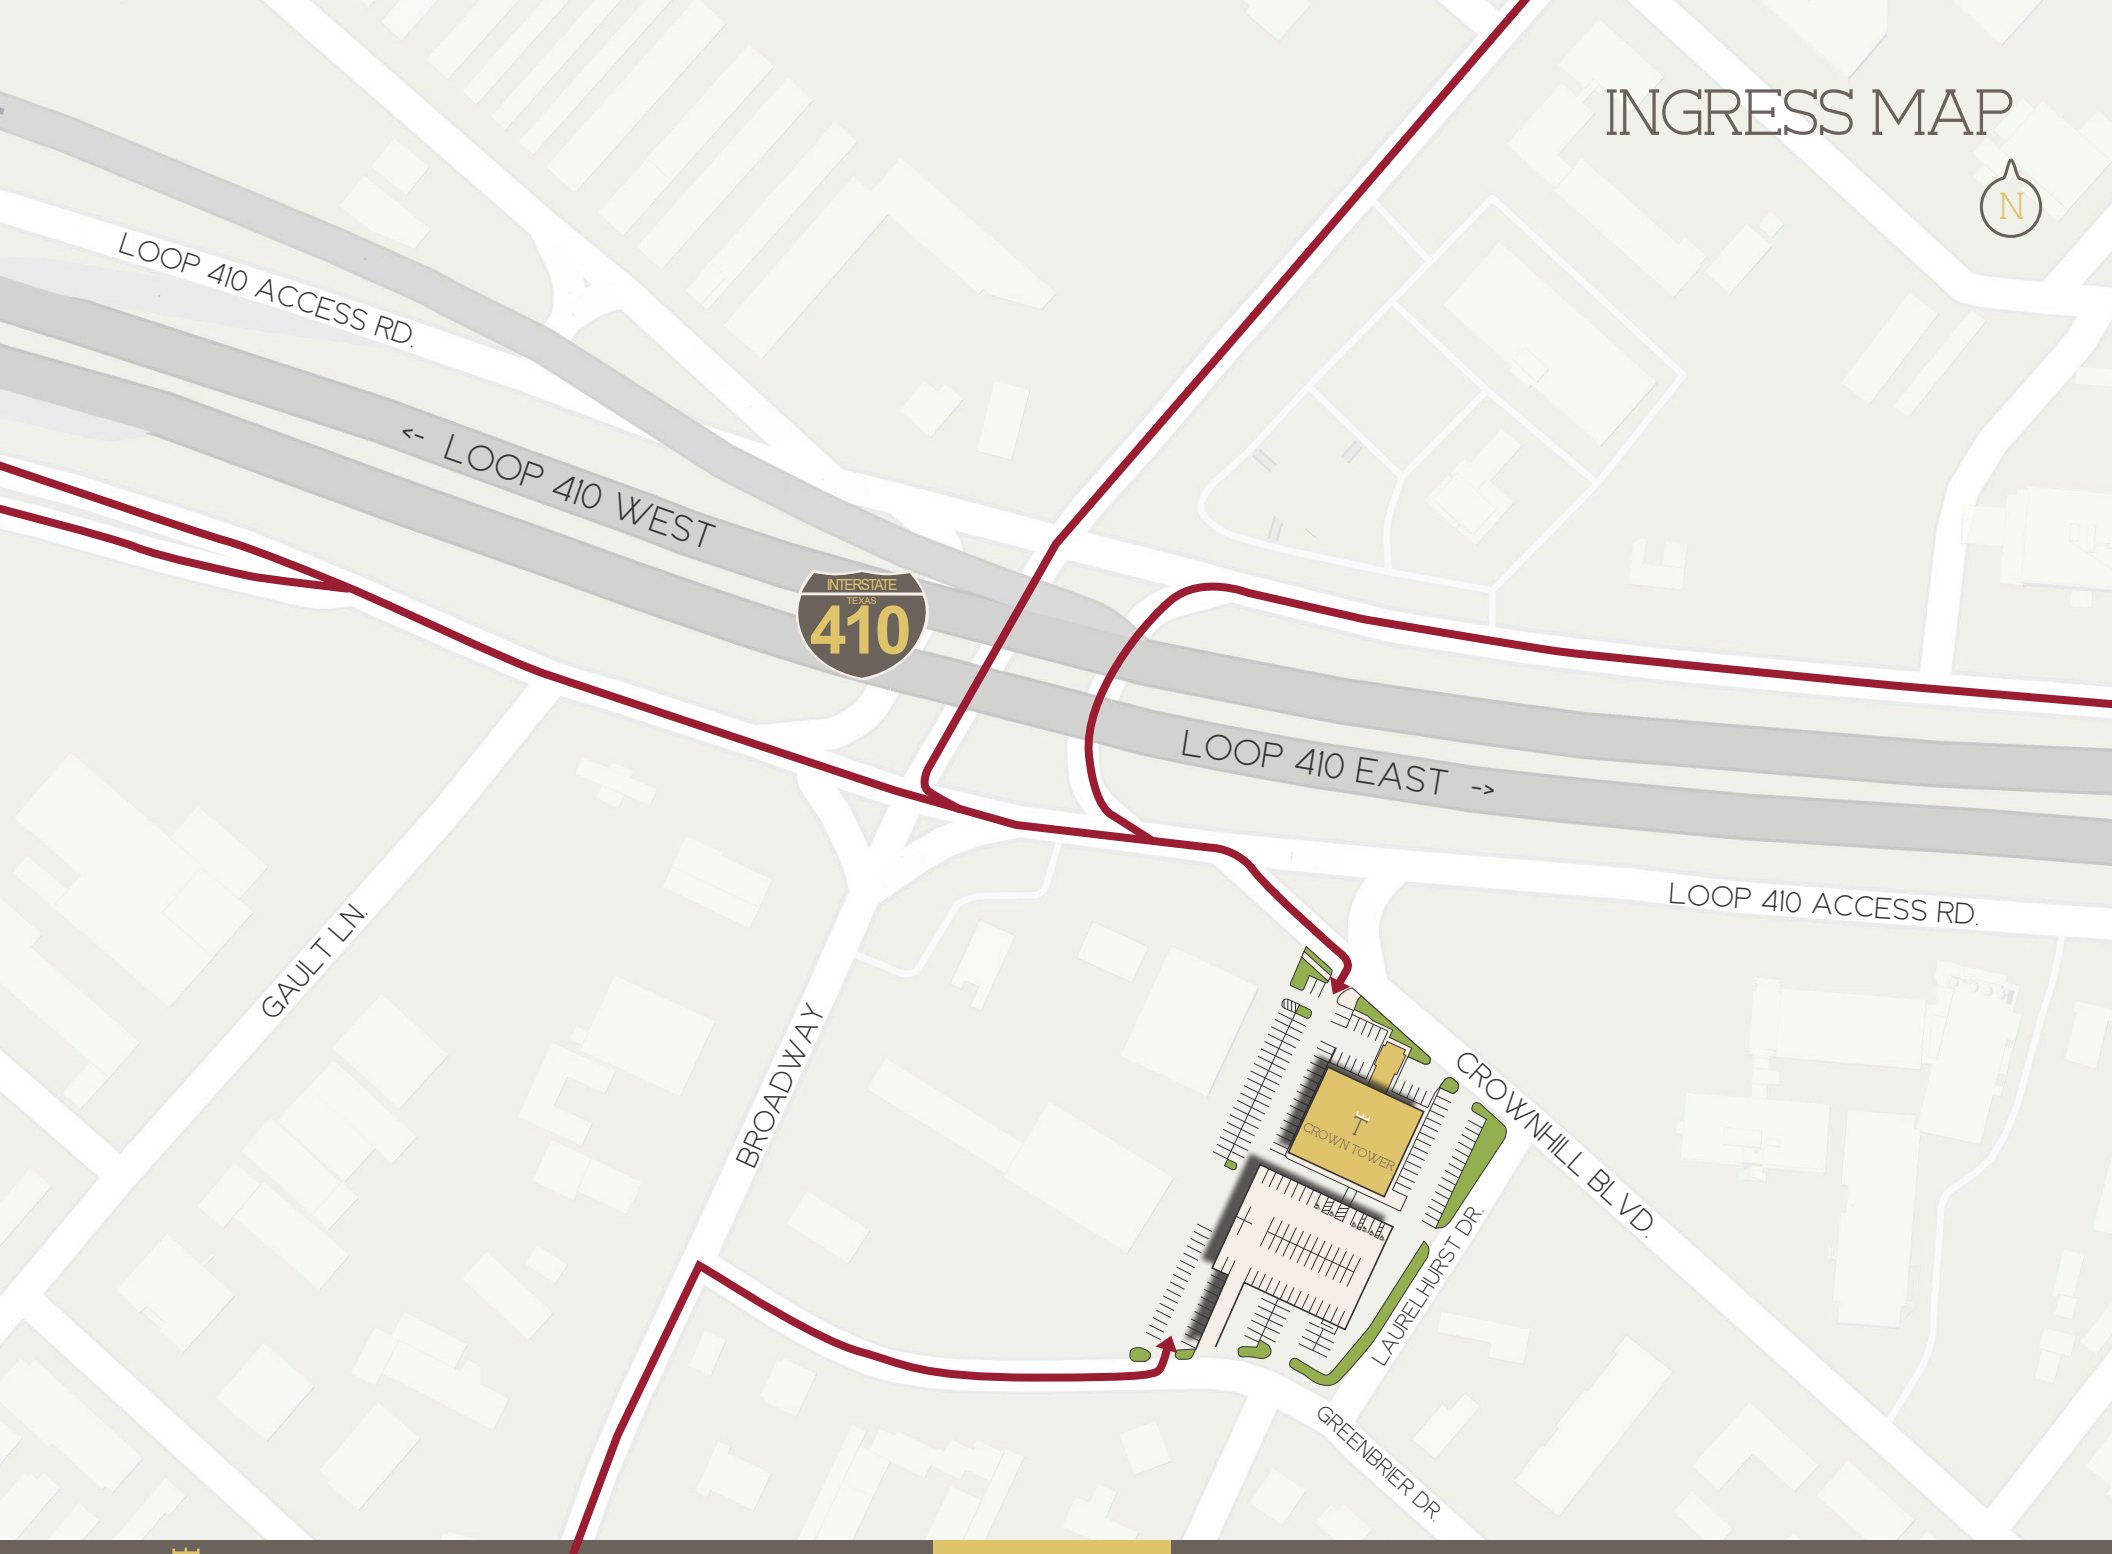 INGRESS MAP
N
LOOP 410 ACCESS RD.
<- LOOP 410 WEST
INTERSTATE
TEXAS
410
LOOP 410 EAST ->
LOOP 410 ACCESS RD.
GAULT LN.
BROADWAY
CROWNHILL BLVD.
T
CROWN TOWER
LAURELHURST DR.
GREENBRIER DR.